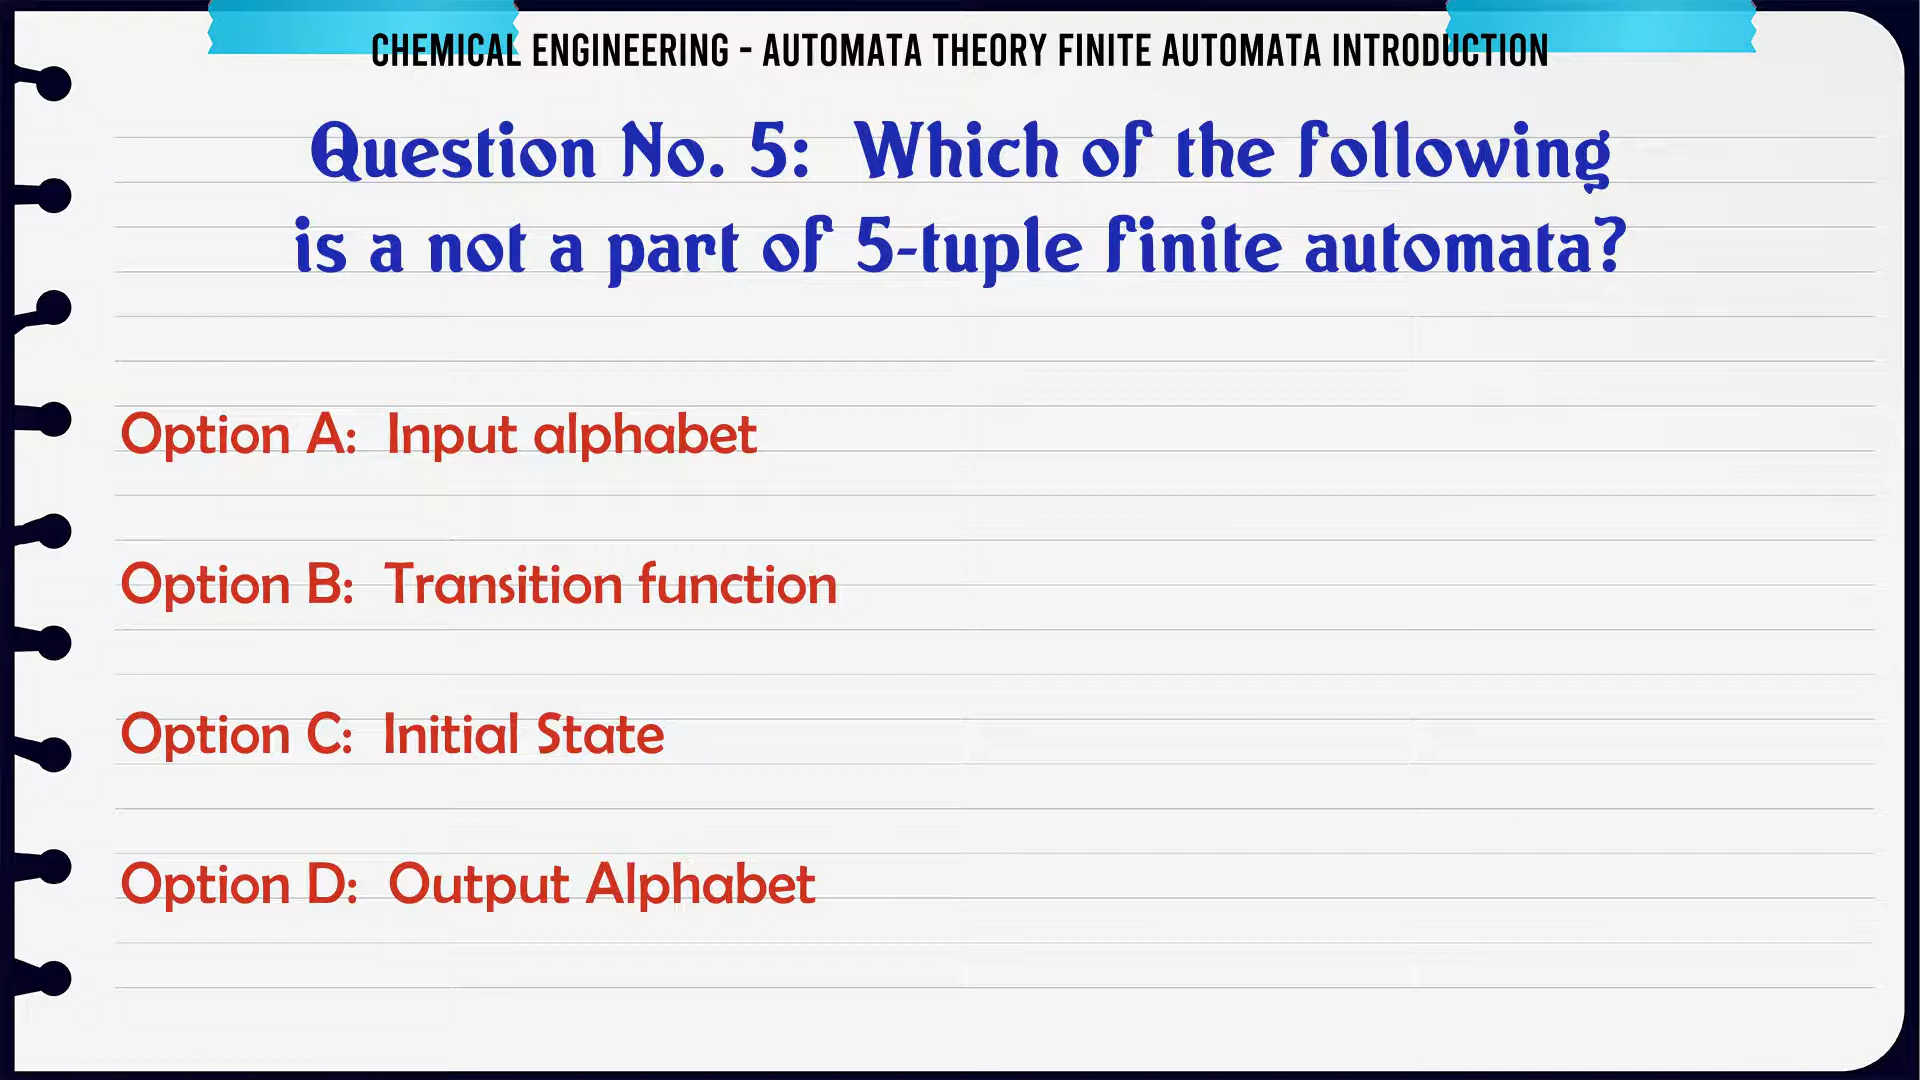 CHEMICAL ENGINEERING - AUTOMATA THEORY FINITE AUTOMATA INTRODUCTION
Question No. 5: Which of the following
is a not a part of 5-tuple finite automata?
Option A: Input alphabet
Option B: Transition function
Option C: Initial State
Option D: Output Alphabet